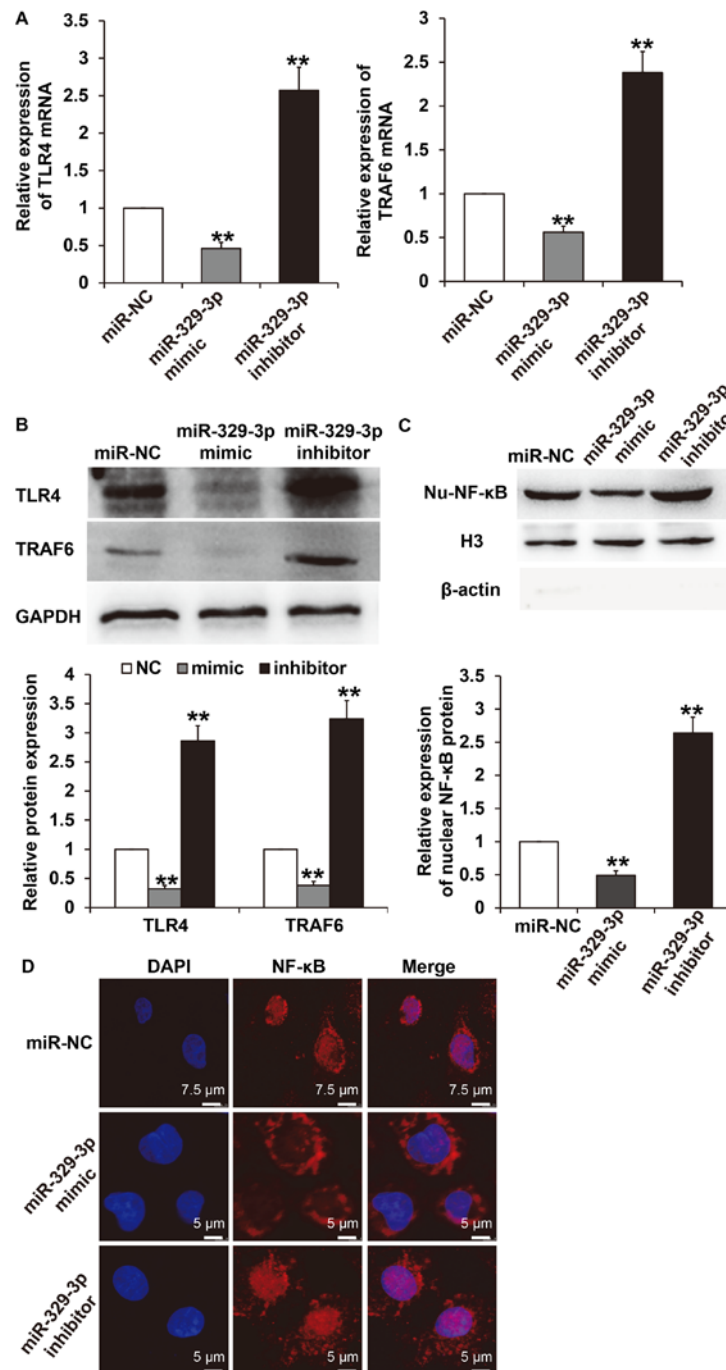 A
Relative expression
of TLR4 mRNA
3.5
3
2.5
2
1.5
1
0.5
0
**
**
miR-NC
miR-329-3p
mimic
miR-329-3p
inhibitor
Relative expression of
TRAF6 mRNA
3
2.5
2
1.5
1
0.5
0
**
**
miR-NC
miR-329-3p
mimic
miR-329-3p
inhibitor
B
miR-NC
miR-329-3p
mimic
miR-329-3p
inhibitor
TLR4
TRAF6
GAPDH
NC
mimic
inhibitor
Relative protein expression
4
3.5
3
2.5
2
1.5
1
0.5
0
**
**
**
**
TLR4
TRAF6
C
miR-NC
miR-329-3p
mimic
miR-329-3p
inhibitor
Nu-NF-κB
H3
β-actin
Relative expression
of nuclear NF-κB protein
3.5
3
2.5
2
1.5
1
0.5
0
**
**
miR-NC
miR-329-3p
mimic
miR-329-3p
inhibitor
D
DAPI
NF-κB
Merge
miR-NC
7.5 μm
7.5 μm
7.5 μm
miR-329-3p
mimic
5 μm
5 μm
5 μm
miR-329-3p
inhibitor
5 μm
5 μm
5 μm